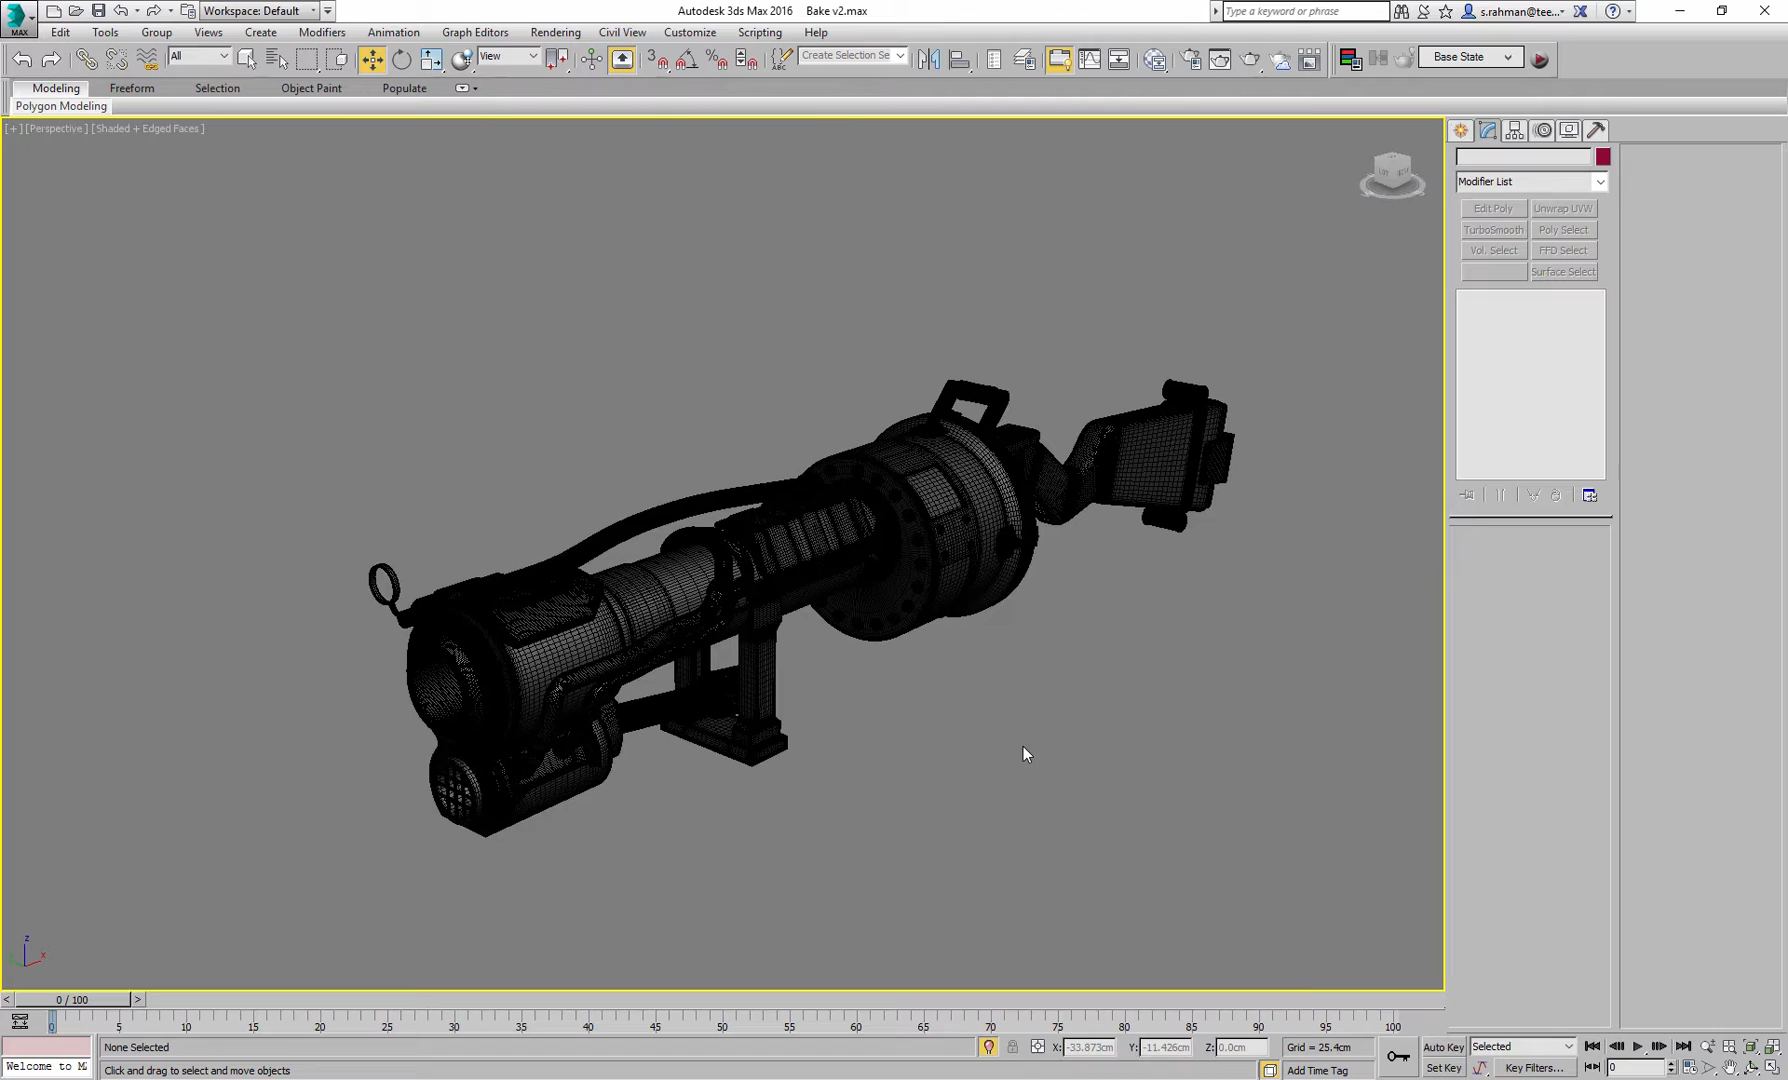 Workspace: Default
Autodesk 3ds Max 2016 Bake v2.max
Type a keyword or phrase
s.rahman@tee...
MAX
Edit Tools Group Views Create Modifiers Animation Graph Editors Rendering Civil View Customize Scripting Help
All
View
3
Create Selection Se
Base State
Modeling Freeform Selection Object Paint Populate
Polygon Modeling
[+] [Perspective] [Shaded + Edged Faces]
Modifier List
Edit Poly Unwrap UVW
TurboSmooth Poly Select
Vol. Select FFD Select
Surface Select
z
x
< 0 / 100 >
0 5 10 15 20 25 30 35 40 45 50 55 60 65 70 75 80 85 90 95 100
None Selected
X: -33.873cm Y: -11.426cm Z: 0.0cm
Grid = 25.4cm
Auto Key Selected
Welcome to MA
Click and drag to select and move objects
Add Time Tag
Set Key Key Filters...
0